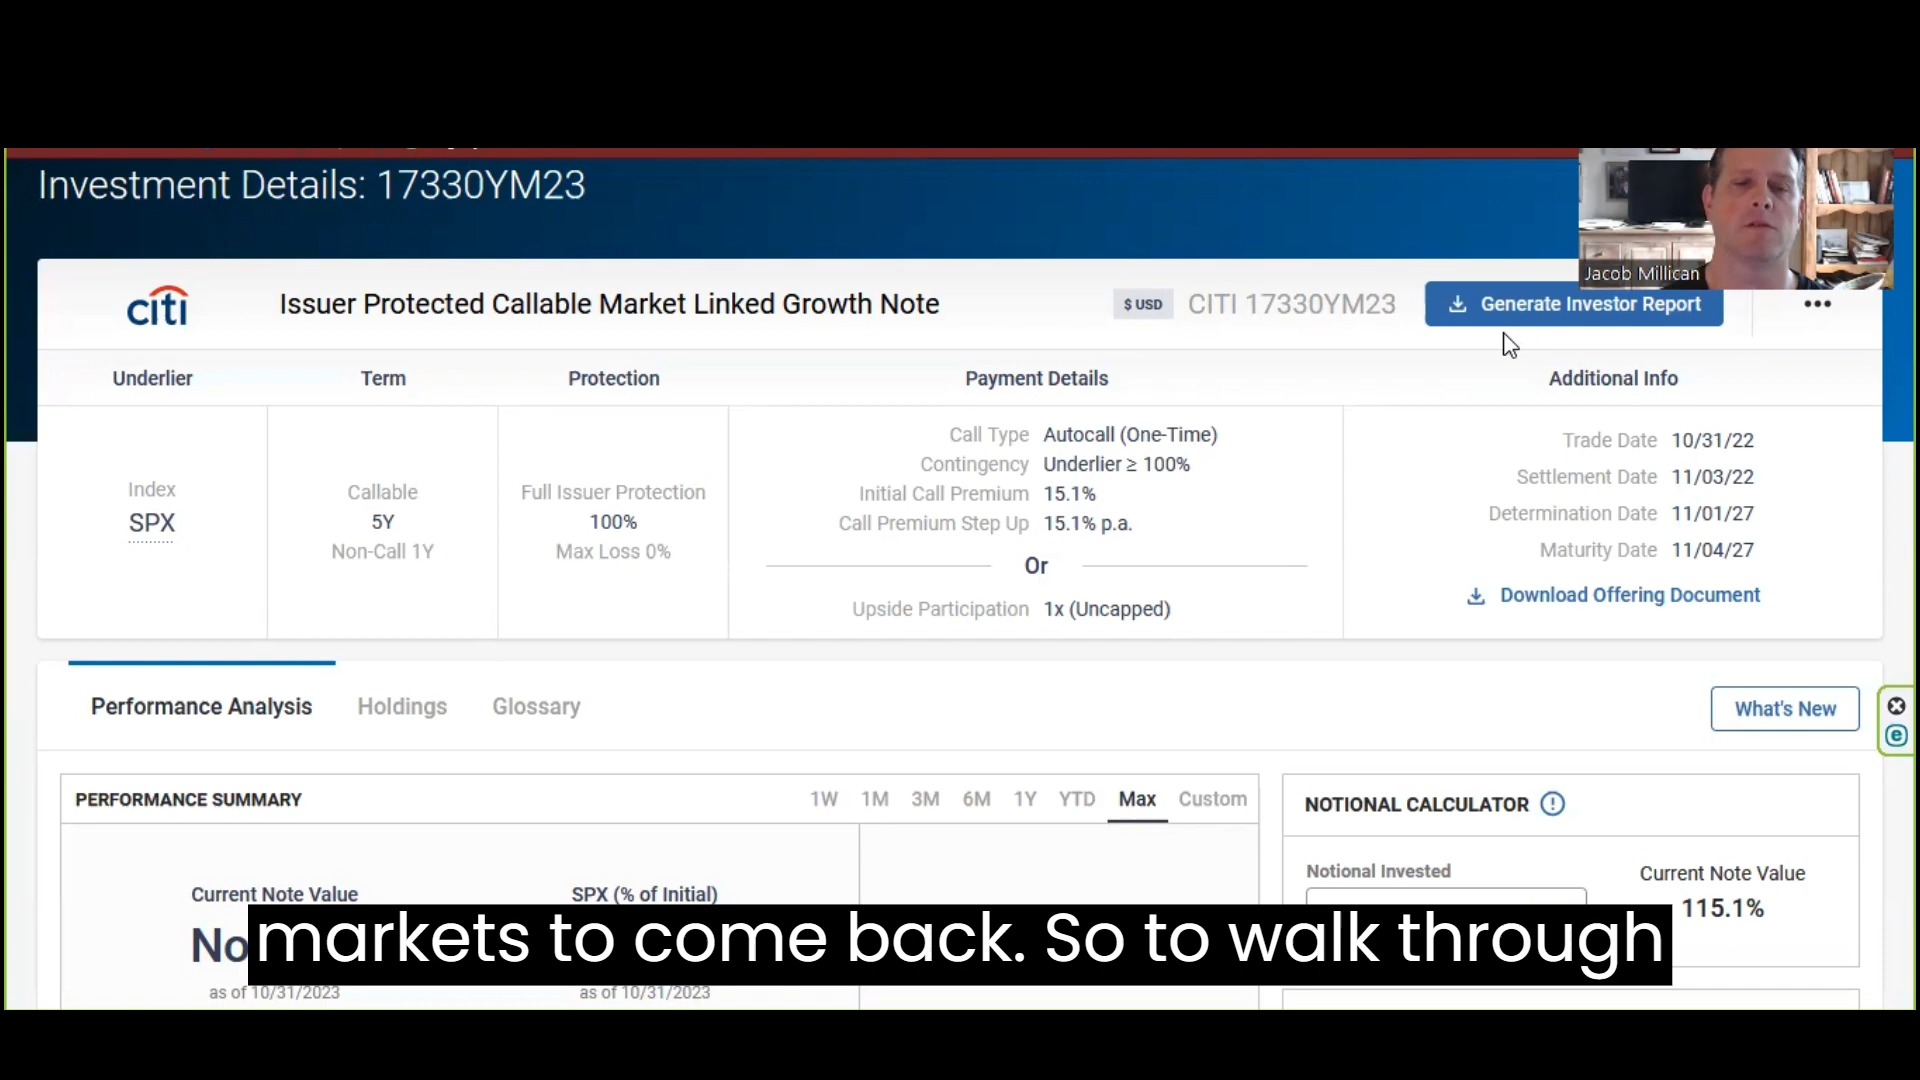 Investment Details: 17330YM23
Jacob Millican
citi
Issuer Protected Callable Market Linked Growth Note
$ USD
CITI 17330YM23
Generate Investor Report
Underlier
Term
Protection
Payment Details
Additional Info
Index
SPX
Callable
5Y
Non-Call 1Y
Full Issuer Protection
100%
Max Loss 0%
Call Type Autocall (One-Time)
Contingency Underlier ≥ 100%
Initial Call Premium 15.1%
Call Premium Step Up 15.1% p.a.
Or
Upside Participation 1x (Uncapped)
Trade Date 10/31/22
Settlement Date 11/03/22
Determination Date 11/01/27
Maturity Date 11/04/27
Download Offering Document
Performance Analysis
Holdings
Glossary
What's New
PERFORMANCE SUMMARY
1W 1M 3M 6M 1Y YTD Max Custom
NOTIONAL CALCULATOR
Notional Invested
Current Note Value
115.1%
Current Note Value
SPX (% of Initial)
markets to come back. So to walk through
as of 10/31/2023
as of 10/31/2023